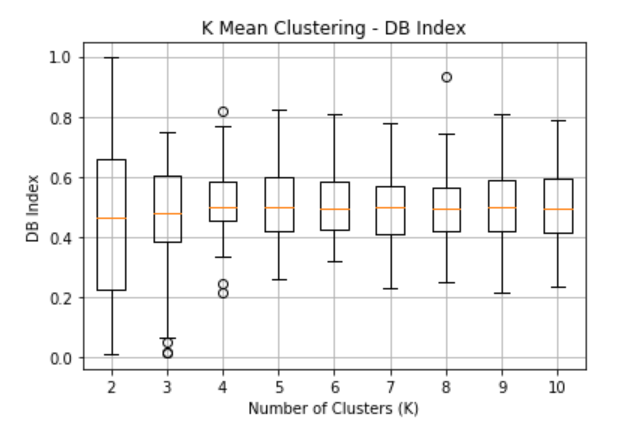 K Mean Clustering - DB Index
1.0
0.8
0.6
0.4
0.2
0.0
DB Index
2 3 4 5 6 7 8 9 10
Number of Clusters (K)